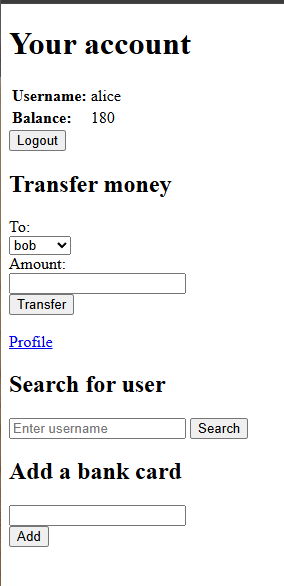 Your account
Username: alice
Balance: 180
Logout
Transfer money
To:
bob
Amount:
Transfer
Profile
Search for user
Enter username Search
Add a bank card
Add